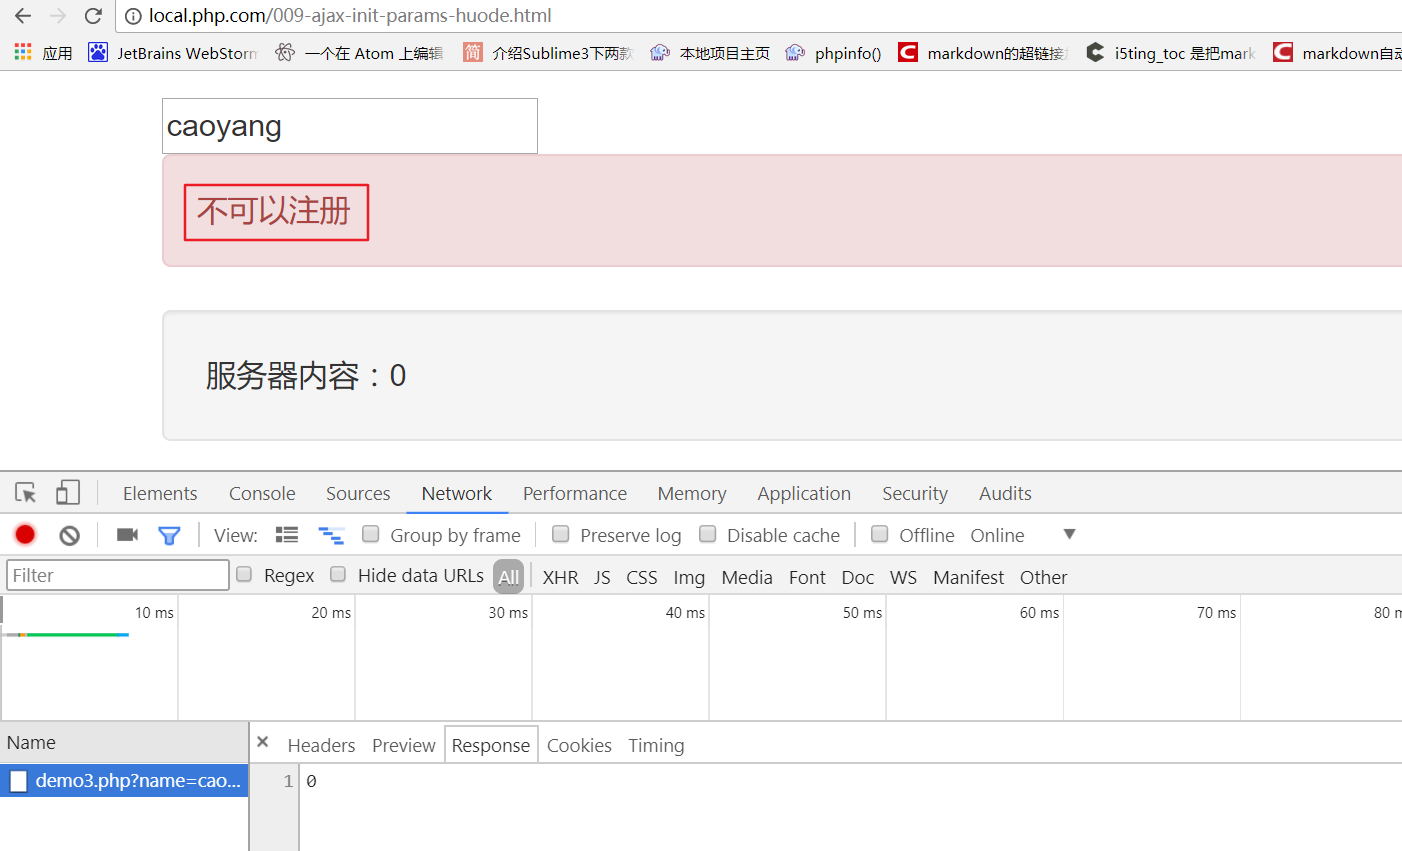 local.php.com/009-ajax-init-params-huode.html
应用 JetBrains WebStorm 一个在 Atom 上编辑 简 介绍Sublime3下两款 本地项目主页 phpinfo() C markdown的超链接 i5ting_toc 是把mark C markdown自动
caoyang
不可以注册
服务器内容：0
Elements Console Sources Network Performance Memory Application Security Audits
View: Group by frame Preserve log Disable cache Offline Online
Filter Regex Hide data URLs All XHR JS CSS Img Media Font Doc WS Manifest Other
10 ms 20 ms 30 ms 40 ms 50 ms 60 ms 70 ms 80 m
Name Headers Preview Response Cookies Timing
demo3.php?name=cao... 1 0